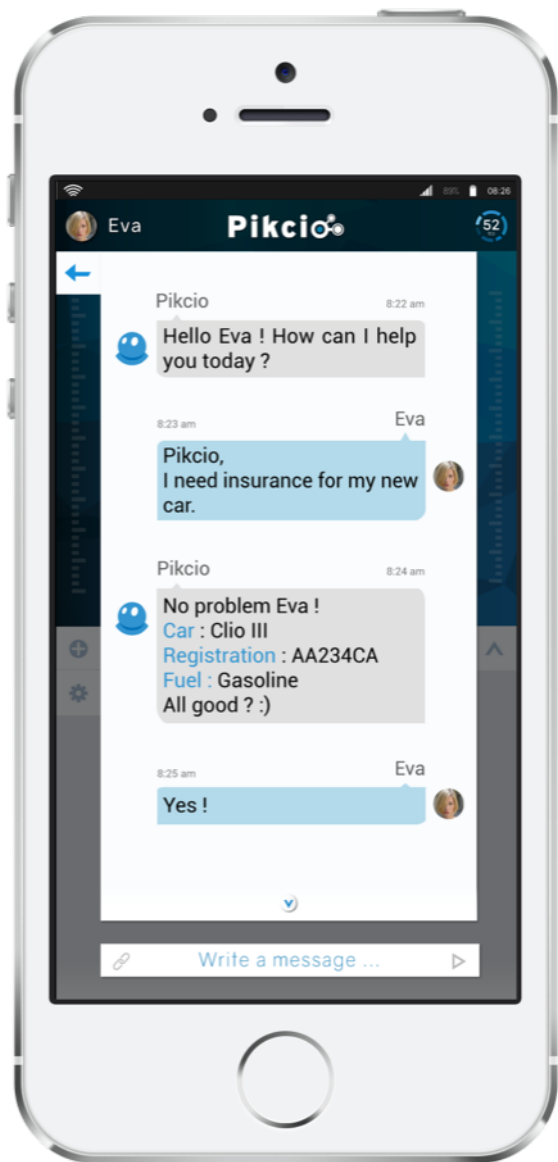 89% 08:26
Eva Pikcio 52
Pikcio 8:22 am
Hello Eva ! How can I help
you today ?
8:23 am Eva
Pikcio,
I need insurance for my new
car.
Pikcio 8:24 am
No problem Eva !
Car : Clio III
Registration : AA234CA
Fuel : Gasoline
All good ? :)
8:25 am Eva
Yes !
Write a message ...